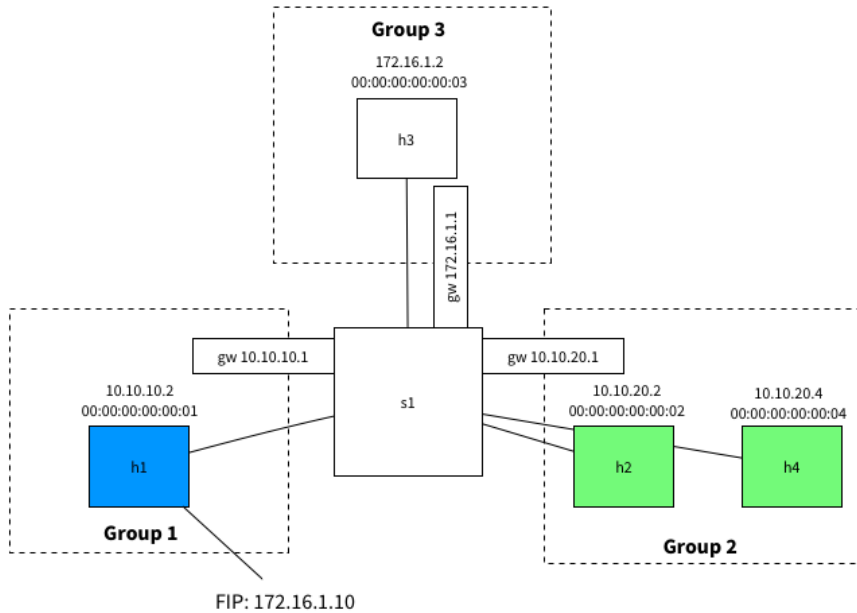 Group 3
172.16.1.2
00:00:00:00:00:03
h3
gw 172.16.1.1
gw 10.10.10.1
gw 10.10.20.1
s1
10.10.10.2
00:00:00:00:00:01
h1
Group 1
FIP: 172.16.1.10
10.10.20.2
00:00:00:00:00:02
h2
10.10.20.4
00:00:00:00:00:04
h4
Group 2